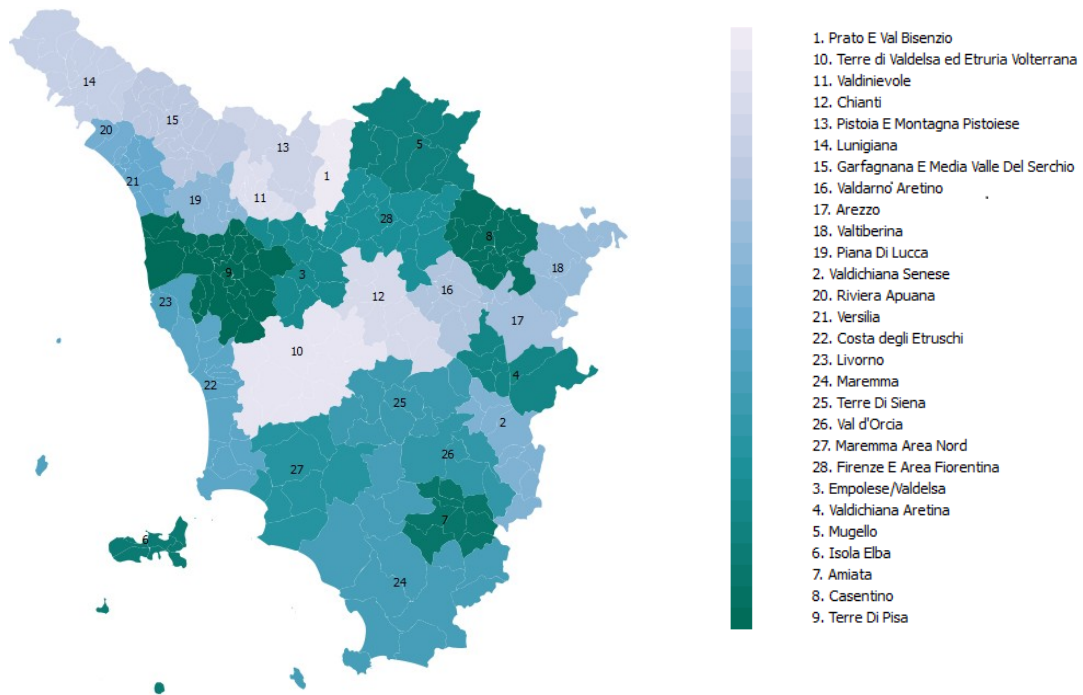 14
20
15
5
13
21
1
11
19
28
8
9
3
18
23
12
16
17
10
4
22
25
2
26
27
7
6
24
1. Prato E Val Bisenzio
10. Terre di Valdelsa ed Etruria Volterrana
11. Valdinievole
12. Chianti
13. Pistoia E Montagna Pistoiese
14. Lunigiana
15. Garfagnana E Media Valle Del Serchio
16. Valdarno' Aretino
17. Arezzo
18. Valtiberina
19. Piana Di Lucca
2. Valdichiana Senese
20. Riviera Apuana
21. Versilia
22. Costa degli Etruschi
23. Livorno
24. Maremma
25. Terre Di Siena
26. Val d'Orcia
27. Maremma Area Nord
28. Firenze E Area Fiorentina
3. Empolese/Valdelsa
4. Valdichiana Aretina
5. Mugello
6. Isola Elba
7. Amiata
8. Casentino
9. Terre Di Pisa